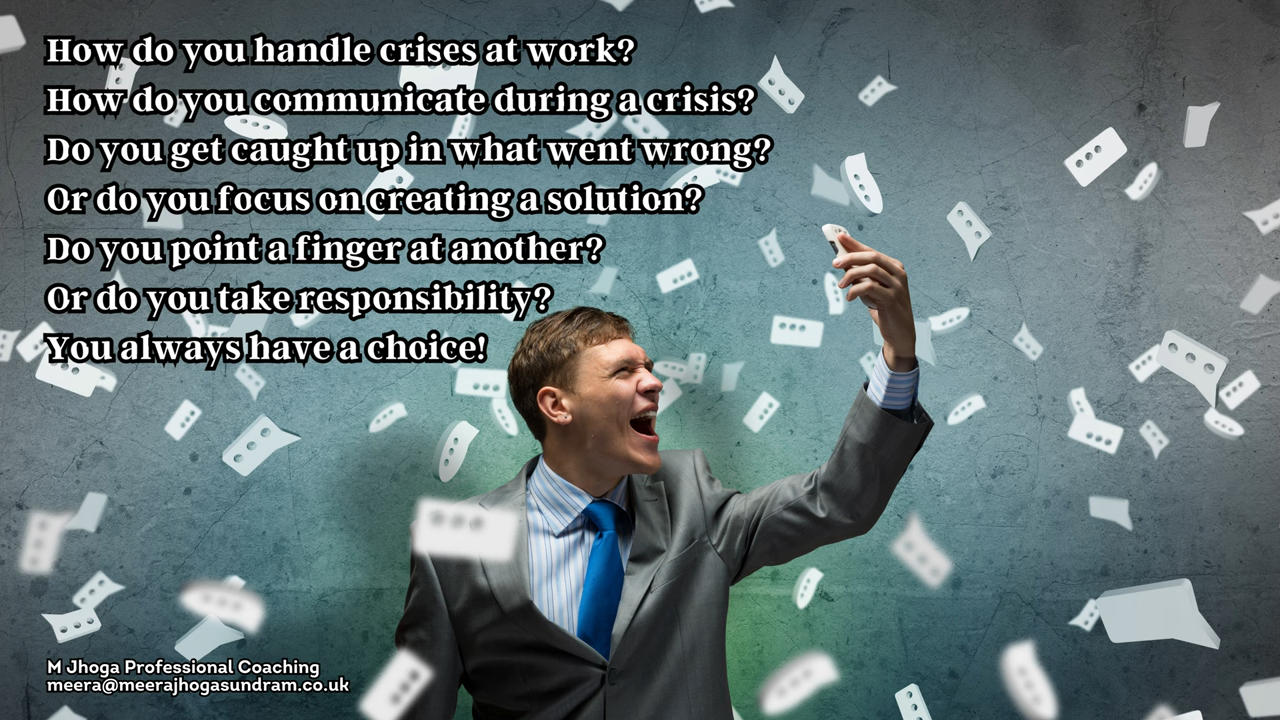 How do you handle crises at work?
How do you communicate during a crisis?
Do you get caught up in what went wrong?
Or do you focus on creating a solution?
Do you point a finger at another?
Or do you take responsibility?
You always have a choice!
M Jhoga Professional Coaching
meera@meerajhogasundram.co.uk